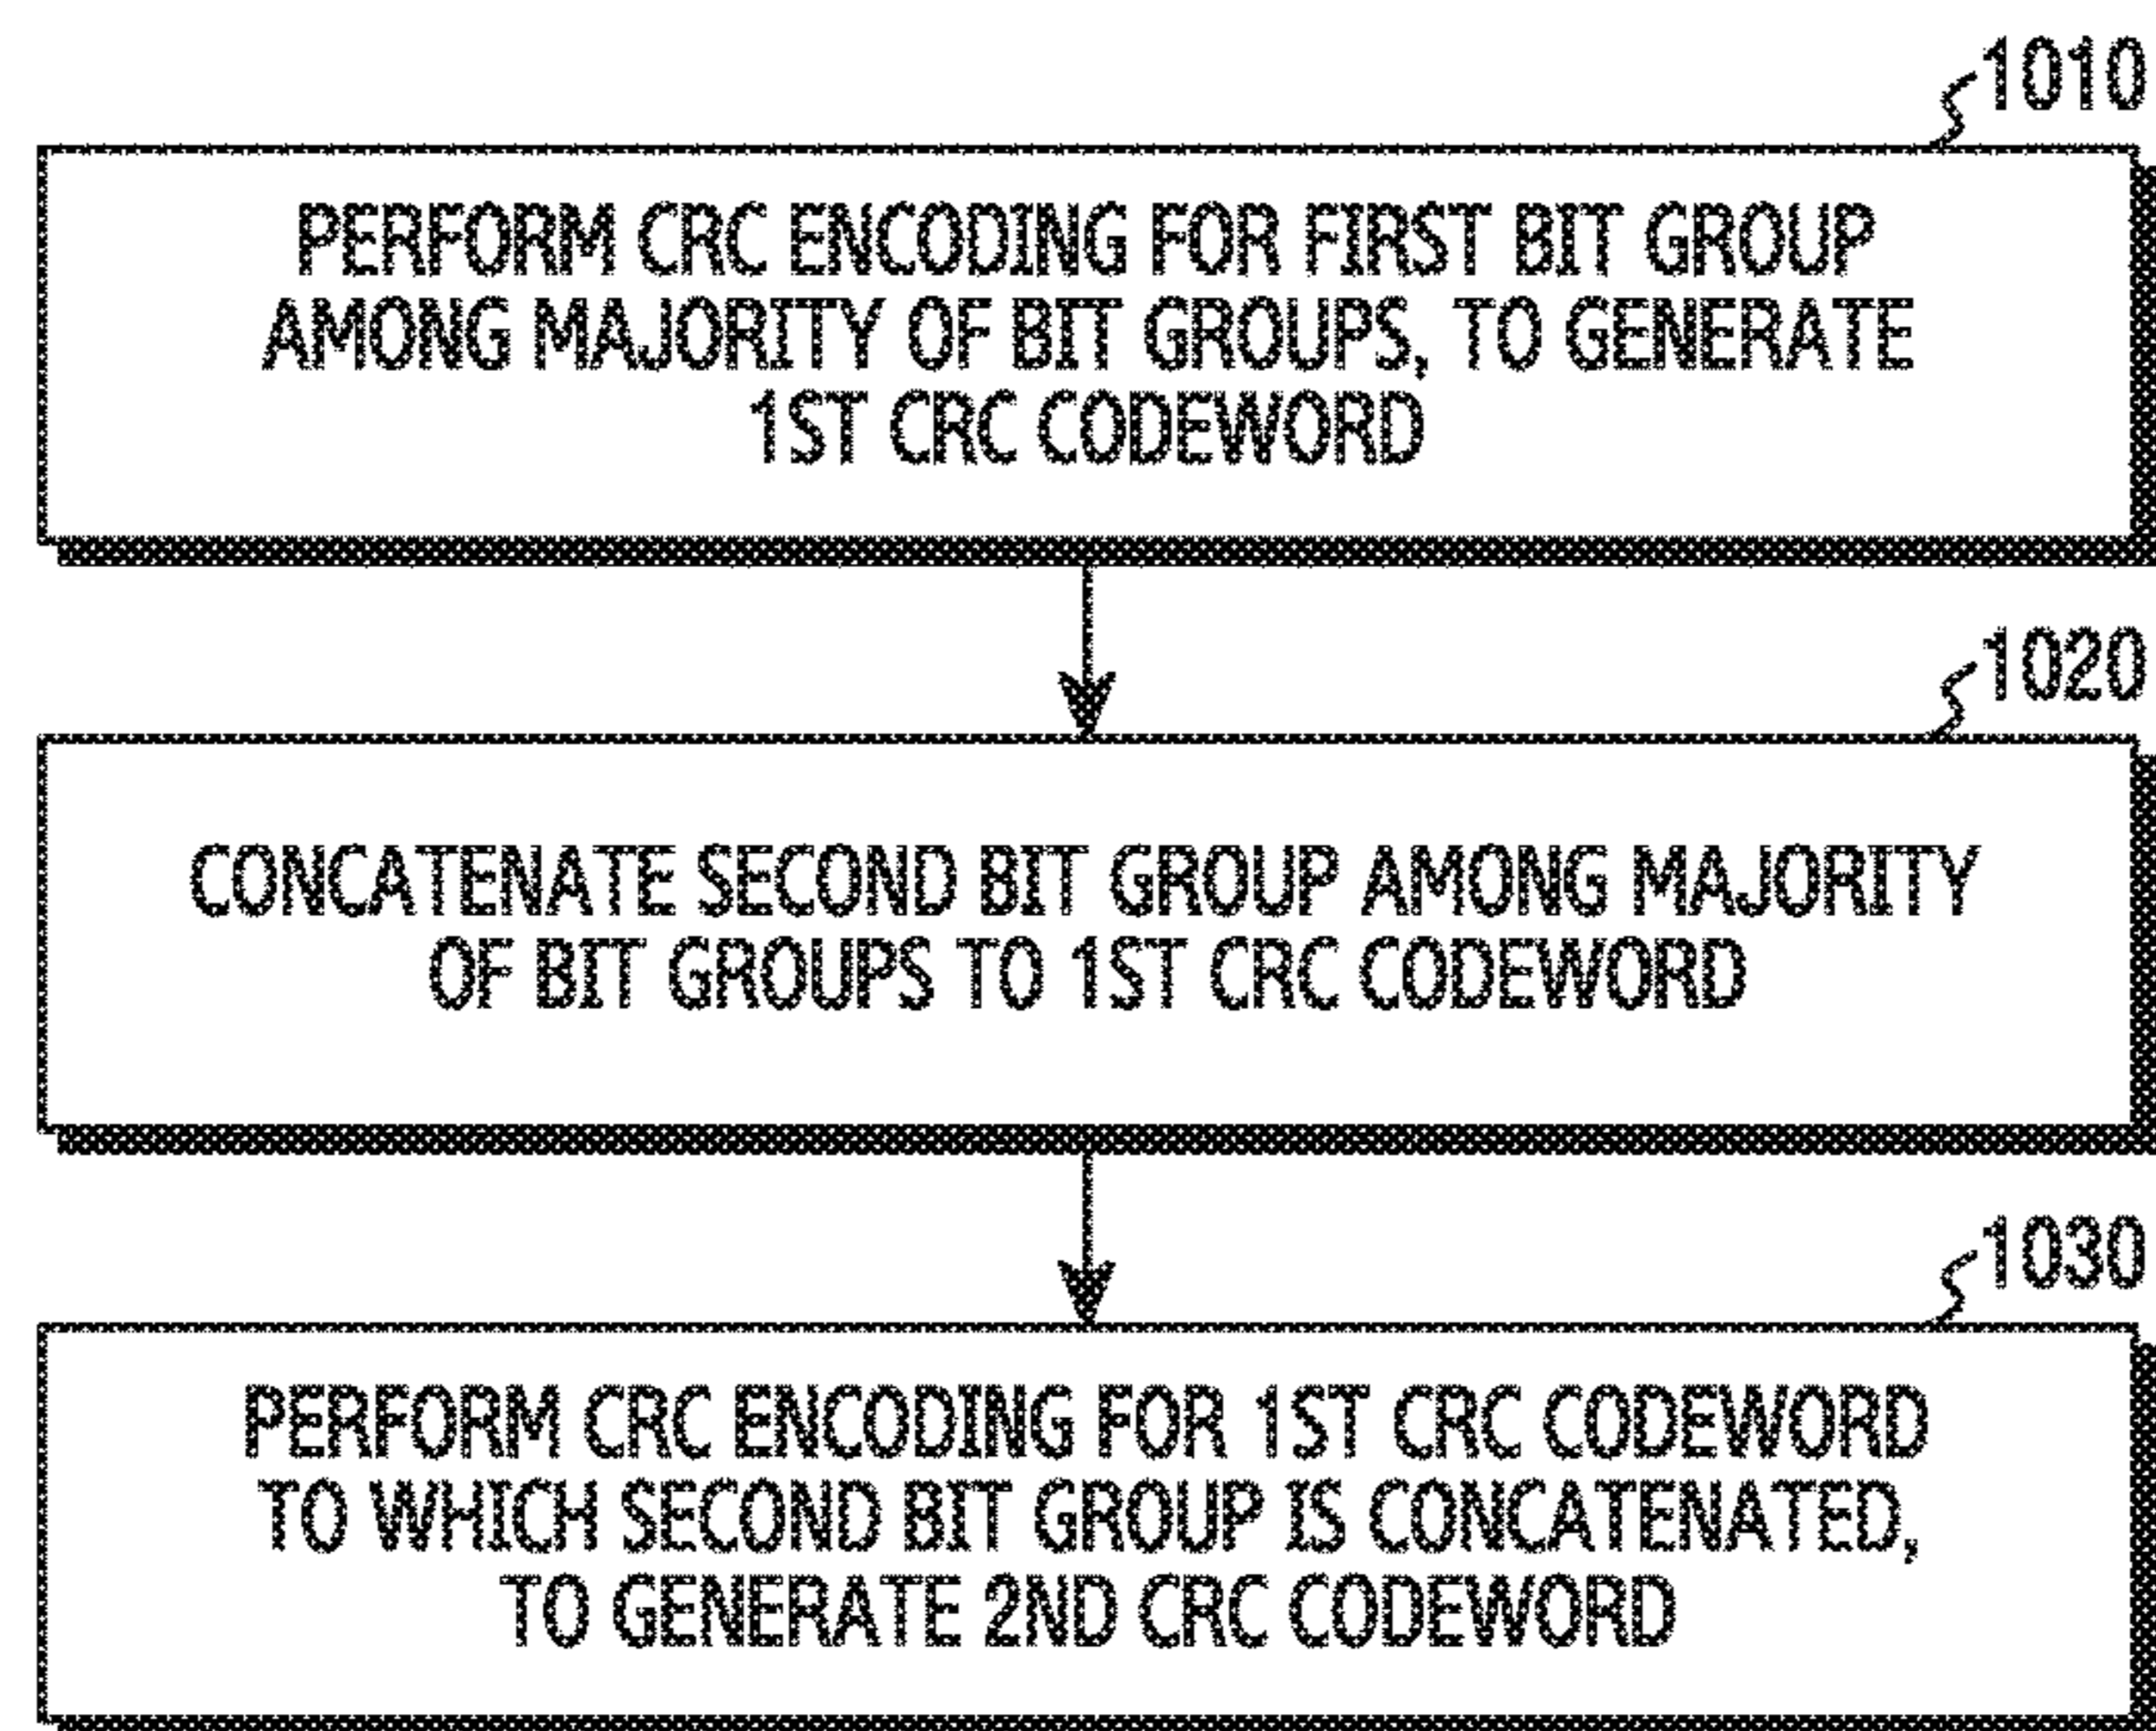 1010
PERFORM CRC ENCODING FOR FIRST BIT GROUP
AMONG MAJORITY OF BIT GROUPS, TO GENERATE
1ST CRC CODEWORD
1020
CONCATENATE SECOND BIT GROUP AMONG MAJORITY
OF BIT GROUPS TO 1ST CRC CODEWORD
1030
PERFORM CRC ENCODING FOR 1ST CRC CODEWORD
TO WHICH SECOND BIT GROUP IS CONCATENATED,
TO GENERATE 2ND CRC CODEWORD